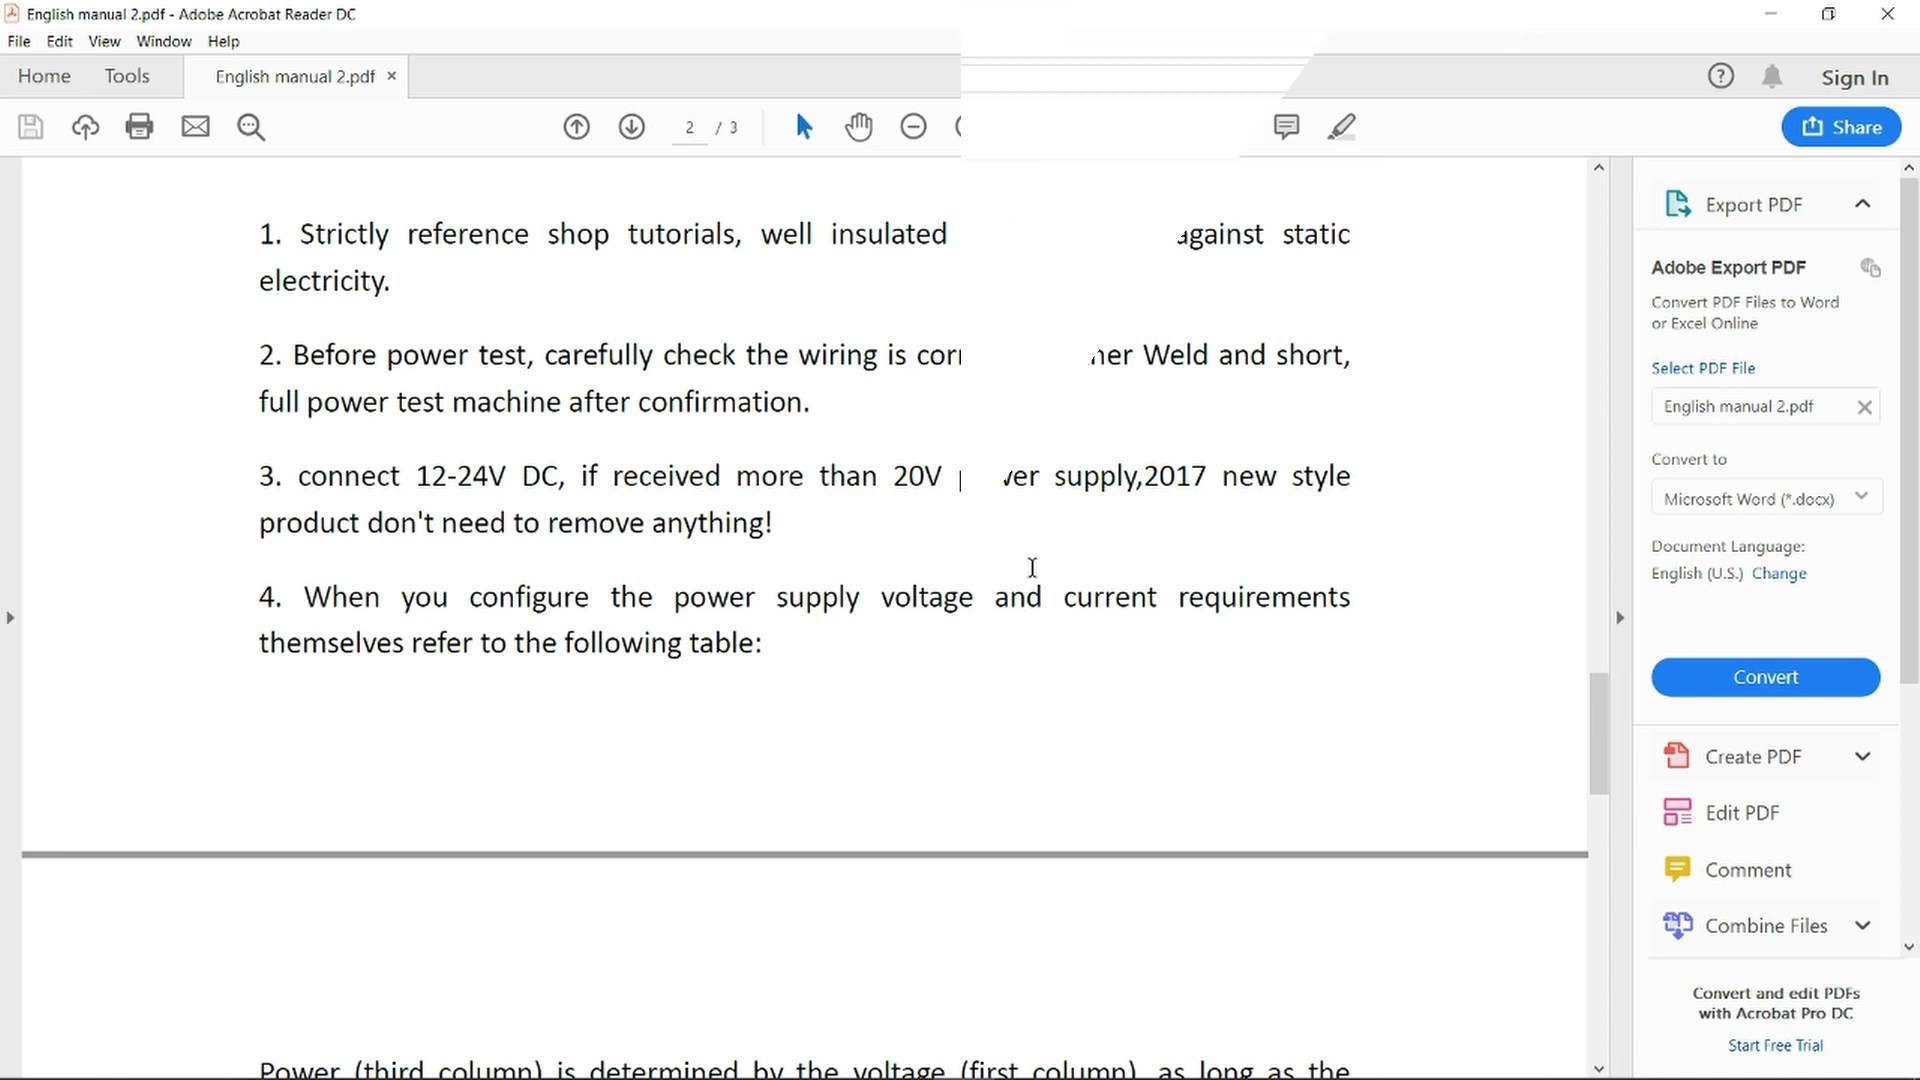 English manual 2.pdf - Adobe Acrobat Reader DC
File Edit View Window Help
Home Tools English manual 2.pdf × Sign In
2 / 3 Share
1. Strictly reference shop tutorials, well insulated static
electricity.
2. Before power test, carefully check the wiring is Weld and short,
full power test machine after confirmation.
3. connect 12-24V DC, if received more than 20V supply,2017 new style
product don't need to remove anything!
4. When you configure the power supply voltage and current requirements
themselves refer to the following table:
Power (third column) is determined by the voltage (first column), as long as the
Export PDF
Adobe Export PDF
Convert PDF Files to Word
or Excel Online
Select PDF File
English manual 2.pdf
Convert to
Microsoft Word (*.docx)
Document Language:
English (U.S.) Change
Convert
Create PDF
Edit PDF
Comment
Combine Files
Convert and edit PDFs
with Acrobat Pro DC
Start Free Trial